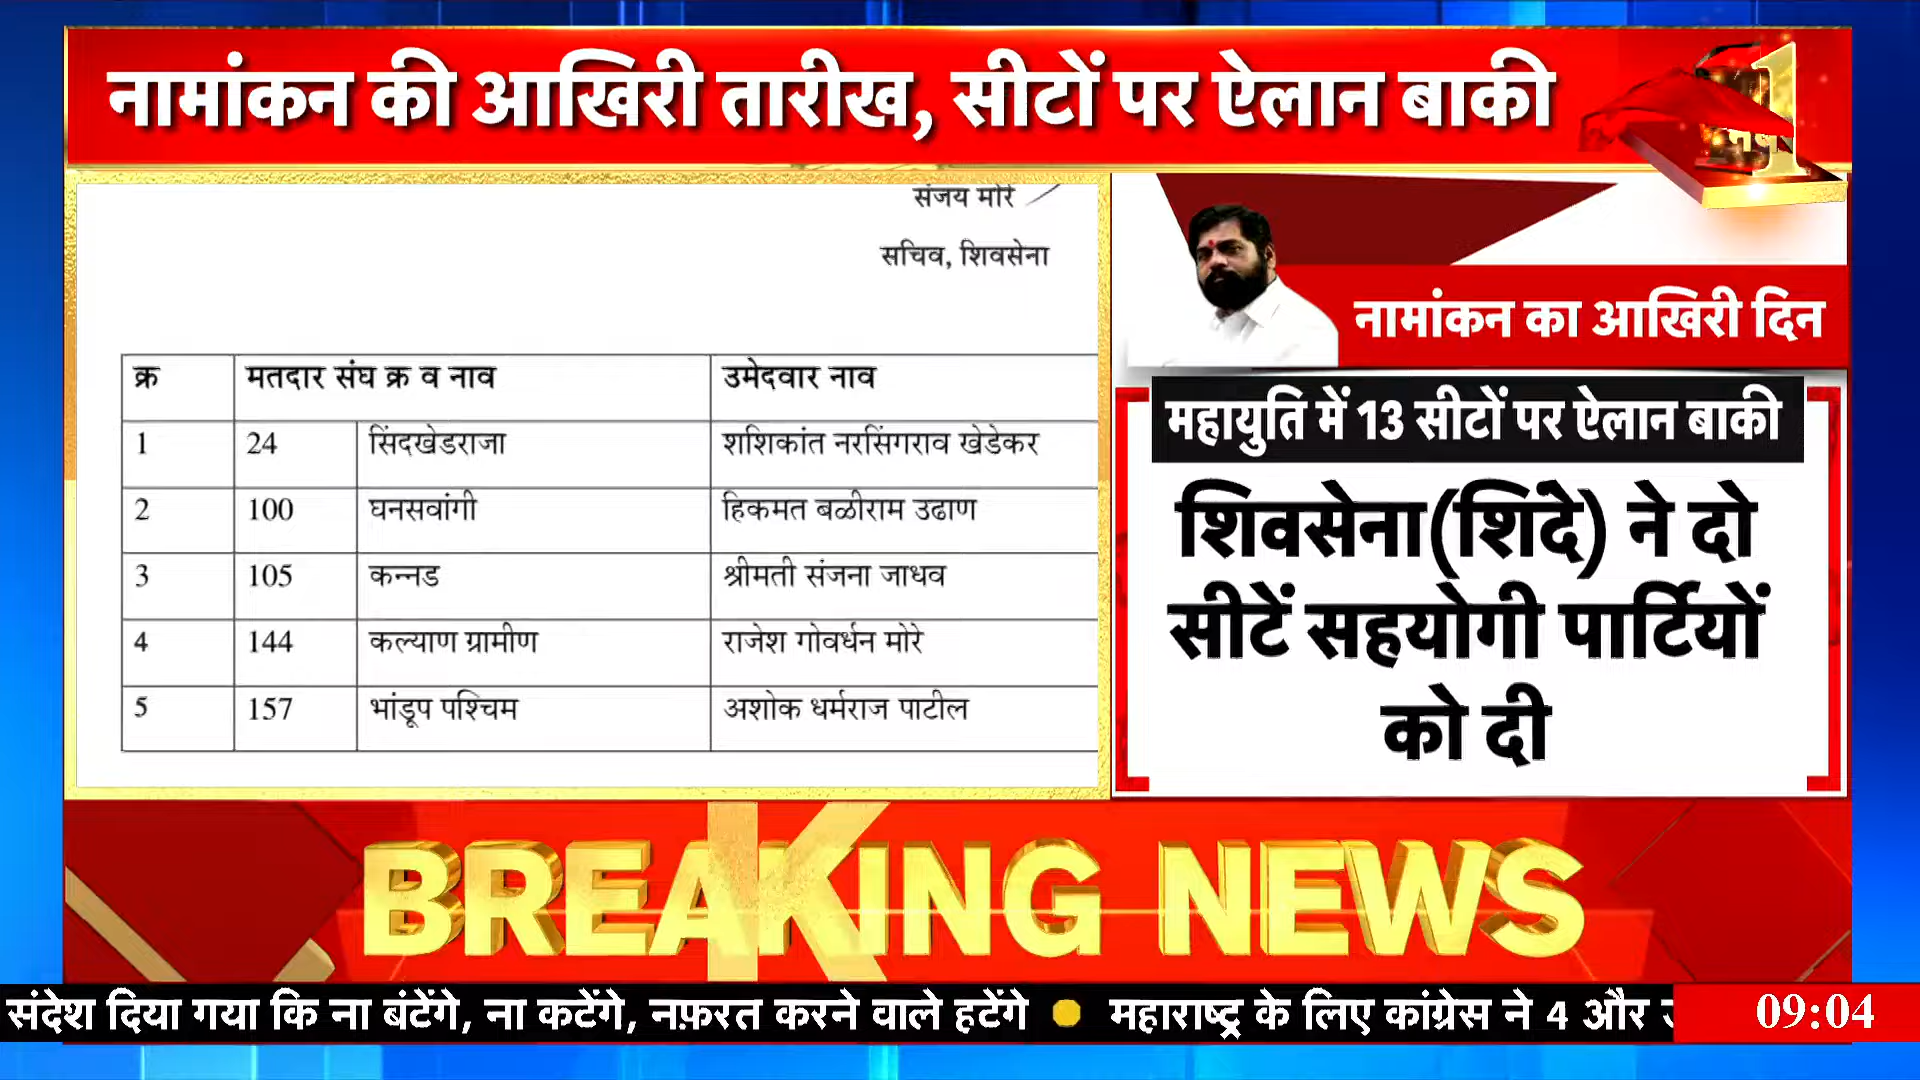 नामांकन की आखिरी तारीख, सीटों पर ऐलान बाकी
1
संजय मोरे
सचिव, शिवसेना
क्र मतदार संघ क्र व नाव उमेदवार नाव
1 24 सिंदखेडराजा शशिकांत नरसिंगराव खेडेकर
2 100 घनसवांगी हिकमत बळीराम उढाण
3 105 कन्नड श्रीमती संजना जाधव
4 144 कल्याण ग्रामीण राजेश गोवर्धन मोरे
5 157 भांडूप पश्चिम अशोक धर्मराज पाटील
नामांकन का आखिरी दिन
महायुति में 13 सीटों पर ऐलान बाकी
शिवसेना(शिंदे) ने दो
सीटें सहयोगी पार्टियों
को दी
BREAKING NEWS
संदेश दिया गया कि ना बंटेंगे, ना कटेंगे, नफ़रत करने वाले हटेंगे महाराष्ट्र के लिए कांग्रेस ने 4 और
09:04